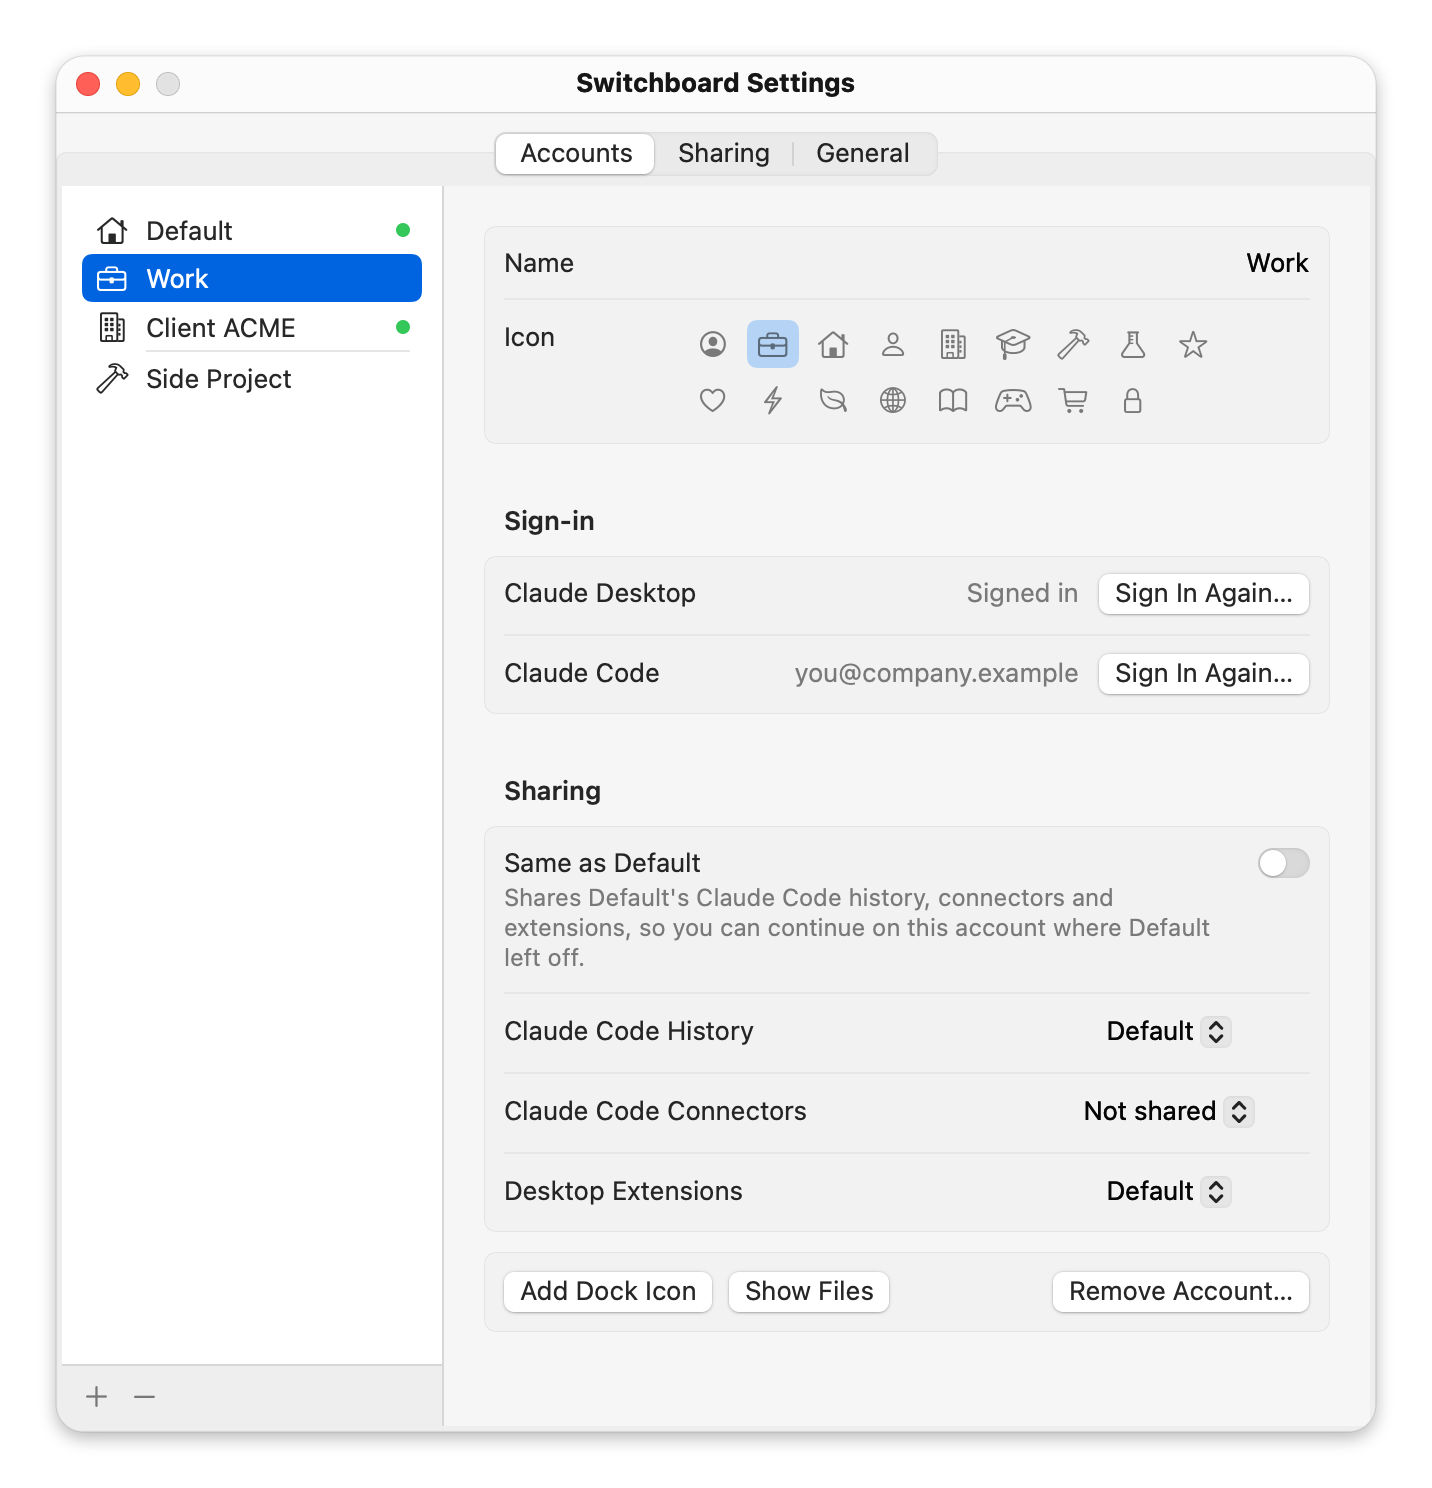 Switchboard Settings
Accounts Sharing General
Default
Work
Client ACME
Side Project
Name Work
Icon
Sign-in
Claude Desktop Signed in Sign In Again...
Claude Code you@company.example Sign In Again...
Sharing
Same as Default
Shares Default's Claude Code history, connectors and
extensions, so you can continue on this account where Default
left off.
Claude Code History Default
Claude Code Connectors Not shared
Desktop Extensions Default
Add Dock Icon Show Files Remove Account...